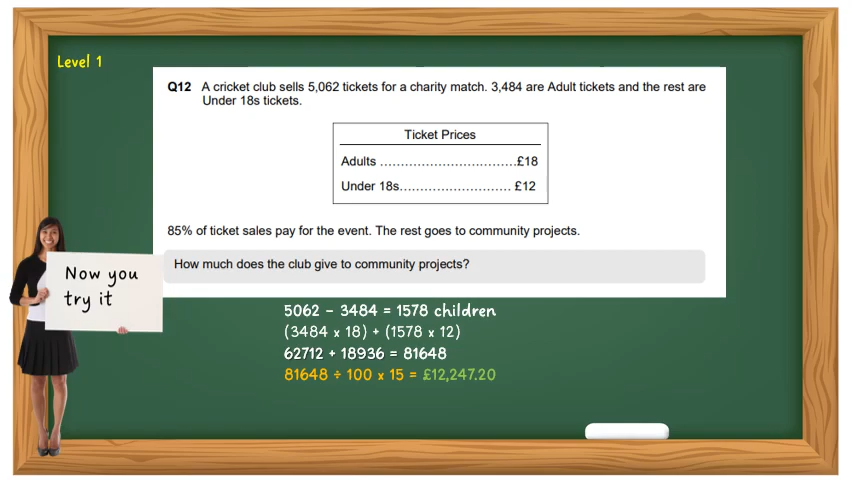 Level 1
Q12 A cricket club sells 5,062 tickets for a charity match. 3,484 are Adult tickets and the rest are
Under 18s tickets.
Ticket Prices
Adults ……………………………£18
Under 18s……………………… £12
85% of ticket sales pay for the event. The rest goes to community projects.
How much does the club give to community projects?
Now you
try it
5062 – 3484 = 1578 children
(3484 x 18) + (1578 x 12)
62712 + 18936 = 81648
81648 ÷ 100 x 15 = £12,247.20